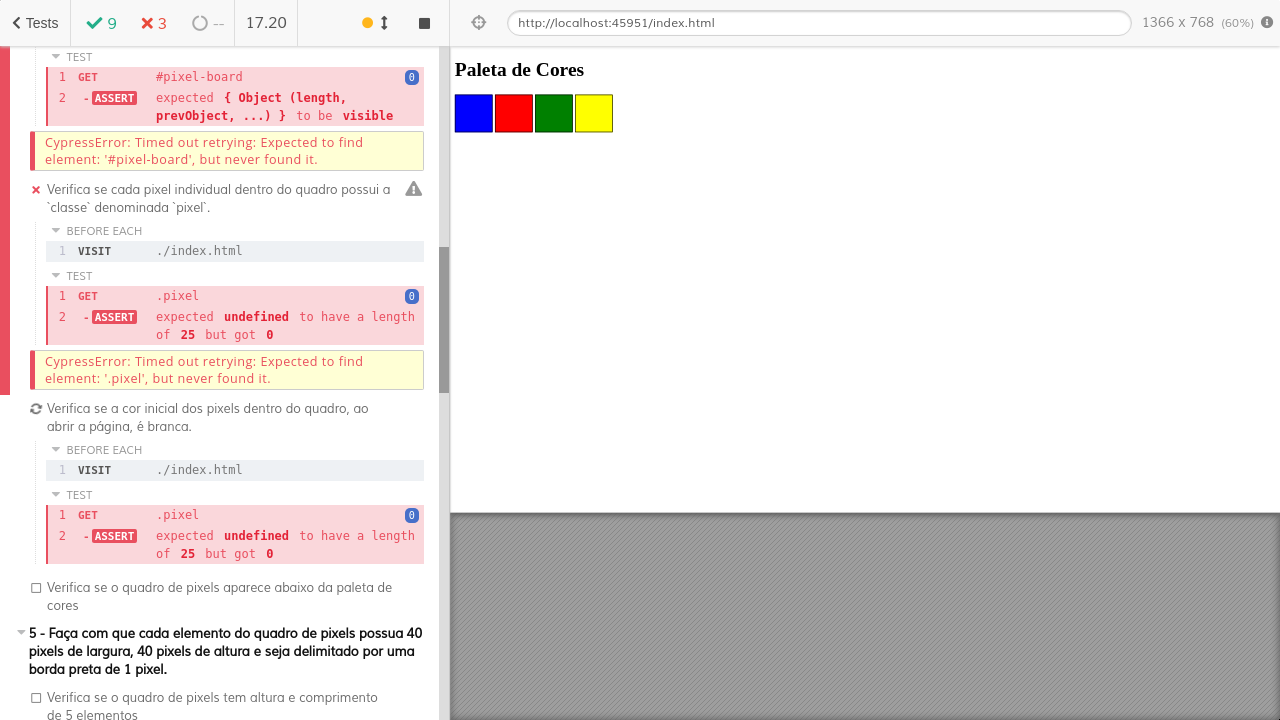 Tests
9
3
--
17.20
http://localhost:45951/index.html
1366 x 768 (60%)
TEST
1 GET #pixel-board 0
2 -ASSERT expected { Object (length,
prevObject, ...) } to be visible
CypressError: Timed out retrying: Expected to find
element: '#pixel-board', but never found it.
Verifica se cada pixel individual dentro do quadro possui a
`classe` denominada `pixel`.
BEFORE EACH
1 VISIT ./index.html
TEST
1 GET .pixel 0
2 -ASSERT expected undefined to have a length
of 25 but got 0
CypressError: Timed out retrying: Expected to find
element: '.pixel', but never found it.
Verifica se a cor inicial dos pixels dentro do quadro, ao
abrir a página, é branca.
BEFORE EACH
1 VISIT ./index.html
TEST
1 GET .pixel 0
2 -ASSERT expected undefined to have a length
of 25 but got 0
Verifica se o quadro de pixels aparece abaixo da paleta de
cores
5 - Faça com que cada elemento do quadro de pixels possua 40
pixels de largura, 40 pixels de altura e seja delimitado por uma
borda preta de 1 pixel.
Verifica se o quadro de pixels tem altura e comprimento
de 5 elementos
Paleta de Cores